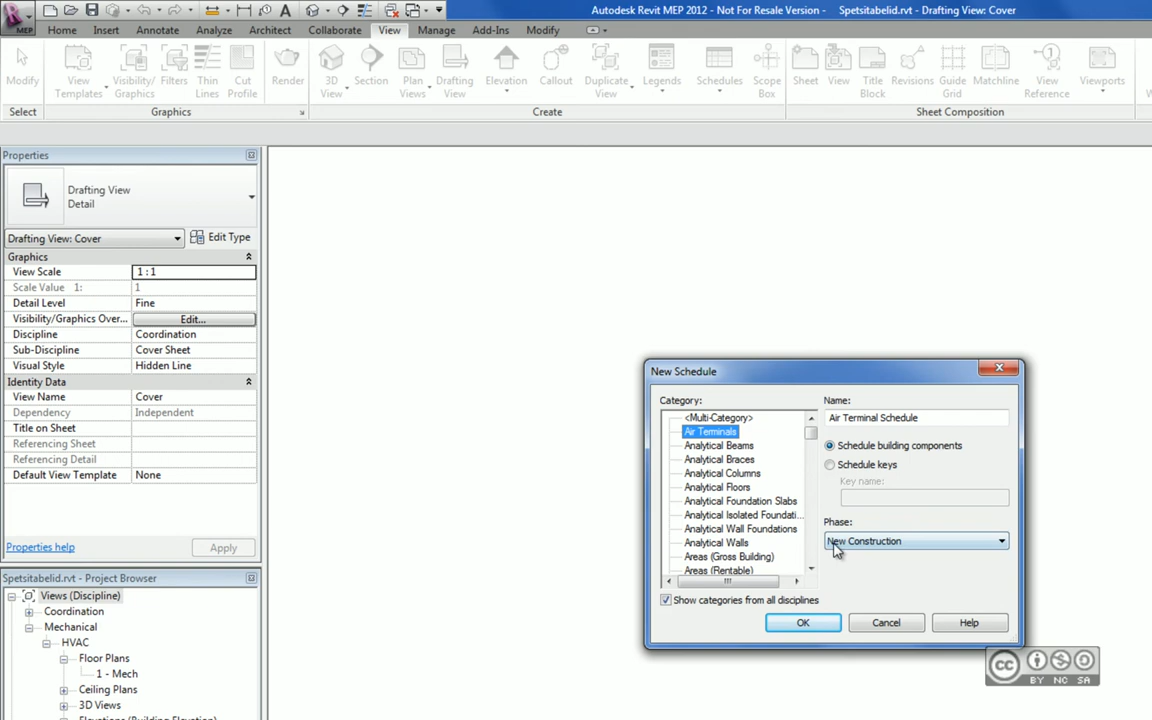 Autodesk Revit MEP 2012 - Not For Resale Version - Spetsitabelid.rvt - Drafting View: Cover
MEP
Home Insert Annotate Analyze Architect Collaborate View Manage Add-Ins Modify
Modify View Templates Visibility/ Graphics Filters Thin Lines Cut Profile Render 3D View Section Plan Views Drafting View Elevation Callout Duplicate View Legends Schedules Scope Box Sheet View Title Block Revisions Guide Grid Matchline View Reference Viewports
Select Graphics Create Sheet Composition
Properties
Drafting View
Detail
Drafting View: Cover Edit Type
Graphics
View Scale 1 : 1
Scale Value 1: 1
Detail Level Fine
Visibility/Graphics Over... Edit...
Discipline Coordination
Sub-Discipline Cover Sheet
Visual Style Hidden Line
Identity Data
View Name Cover
Dependency Independent
Title on Sheet
Referencing Sheet
Referencing Detail
Default View Template None
Properties help Apply
Spetsitabelid.rvt - Project Browser
Views (Discipline)
Coordination
Mechanical
HVAC
Floor Plans
1 - Mech
Ceiling Plans
3D Views
Elevations (Building Elevation)
New Schedule
Category:
<Multi-Category>
Air Terminals
Analytical Beams
Analytical Braces
Analytical Columns
Analytical Floors
Analytical Foundation Slabs
Analytical Isolated Foundati...
Analytical Wall Foundations
Analytical Walls
Areas (Gross Building)
Areas (Rentable)
Show categories from all disciplines
Name:
Air Terminal Schedule
Schedule building components
Schedule keys
Key name:
Phase:
New Construction
OK Cancel Help
cc
BY NC SA